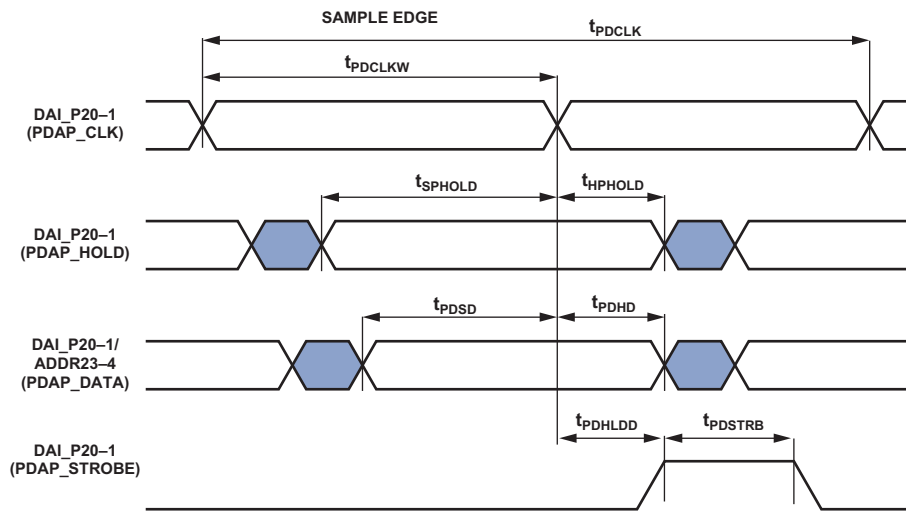 SAMPLE EDGE
tPDCLK
tPDCLKW
DAI_P20–1
(PDAP_CLK)
tSPHOLD
tHPHOLD
DAI_P20–1
(PDAP_HOLD)
tPDSD
tPDHD
DAI_P20–1/
ADDR23–4
(PDAP_DATA)
tPDHLDD
tPDSTRB
DAI_P20–1
(PDAP_STROBE)